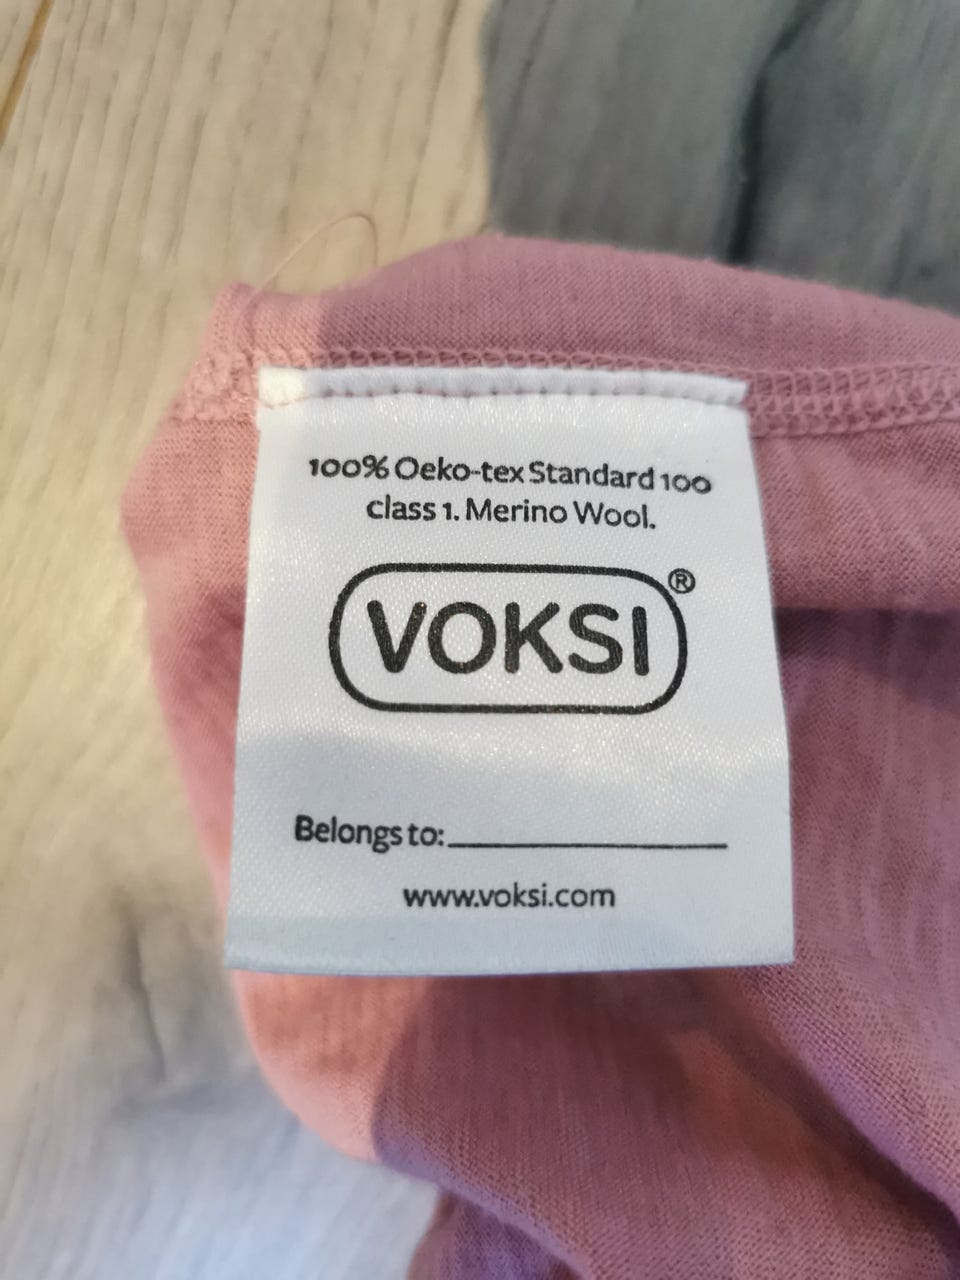 100% Oeko-tex Standard 100
class 1. Merino Wool.
VOKSI®
Belongs to:
www.voksi.com